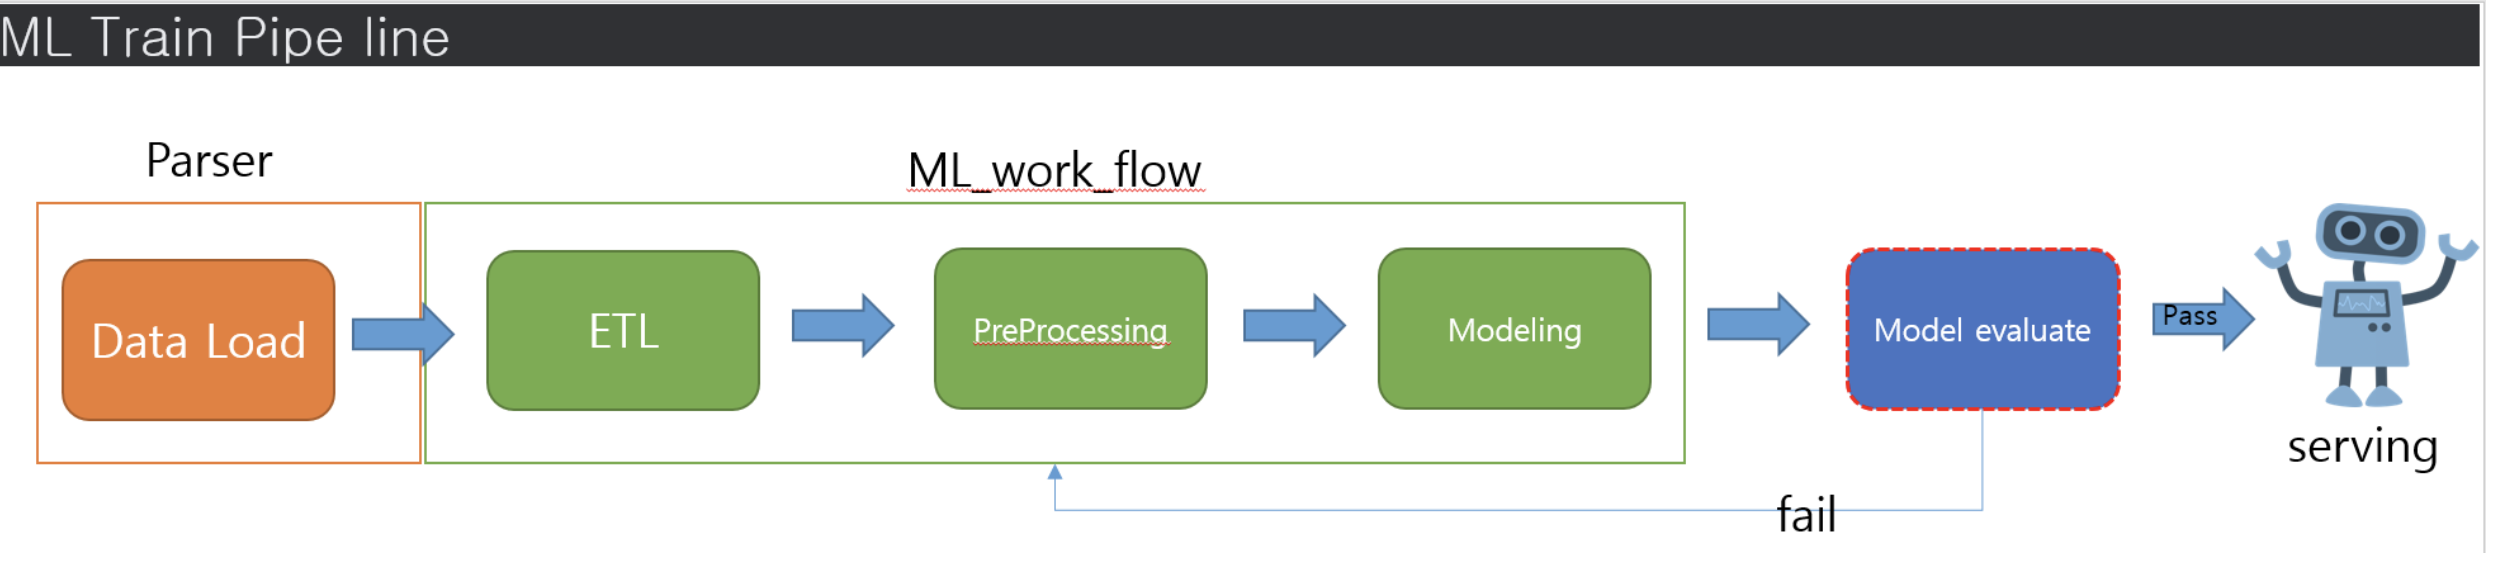 ML Train Pipe line
Parser
ML_work_flow
Data Load
ETL
PreProcessing
Modeling
Model evaluate
Pass
serving
fail